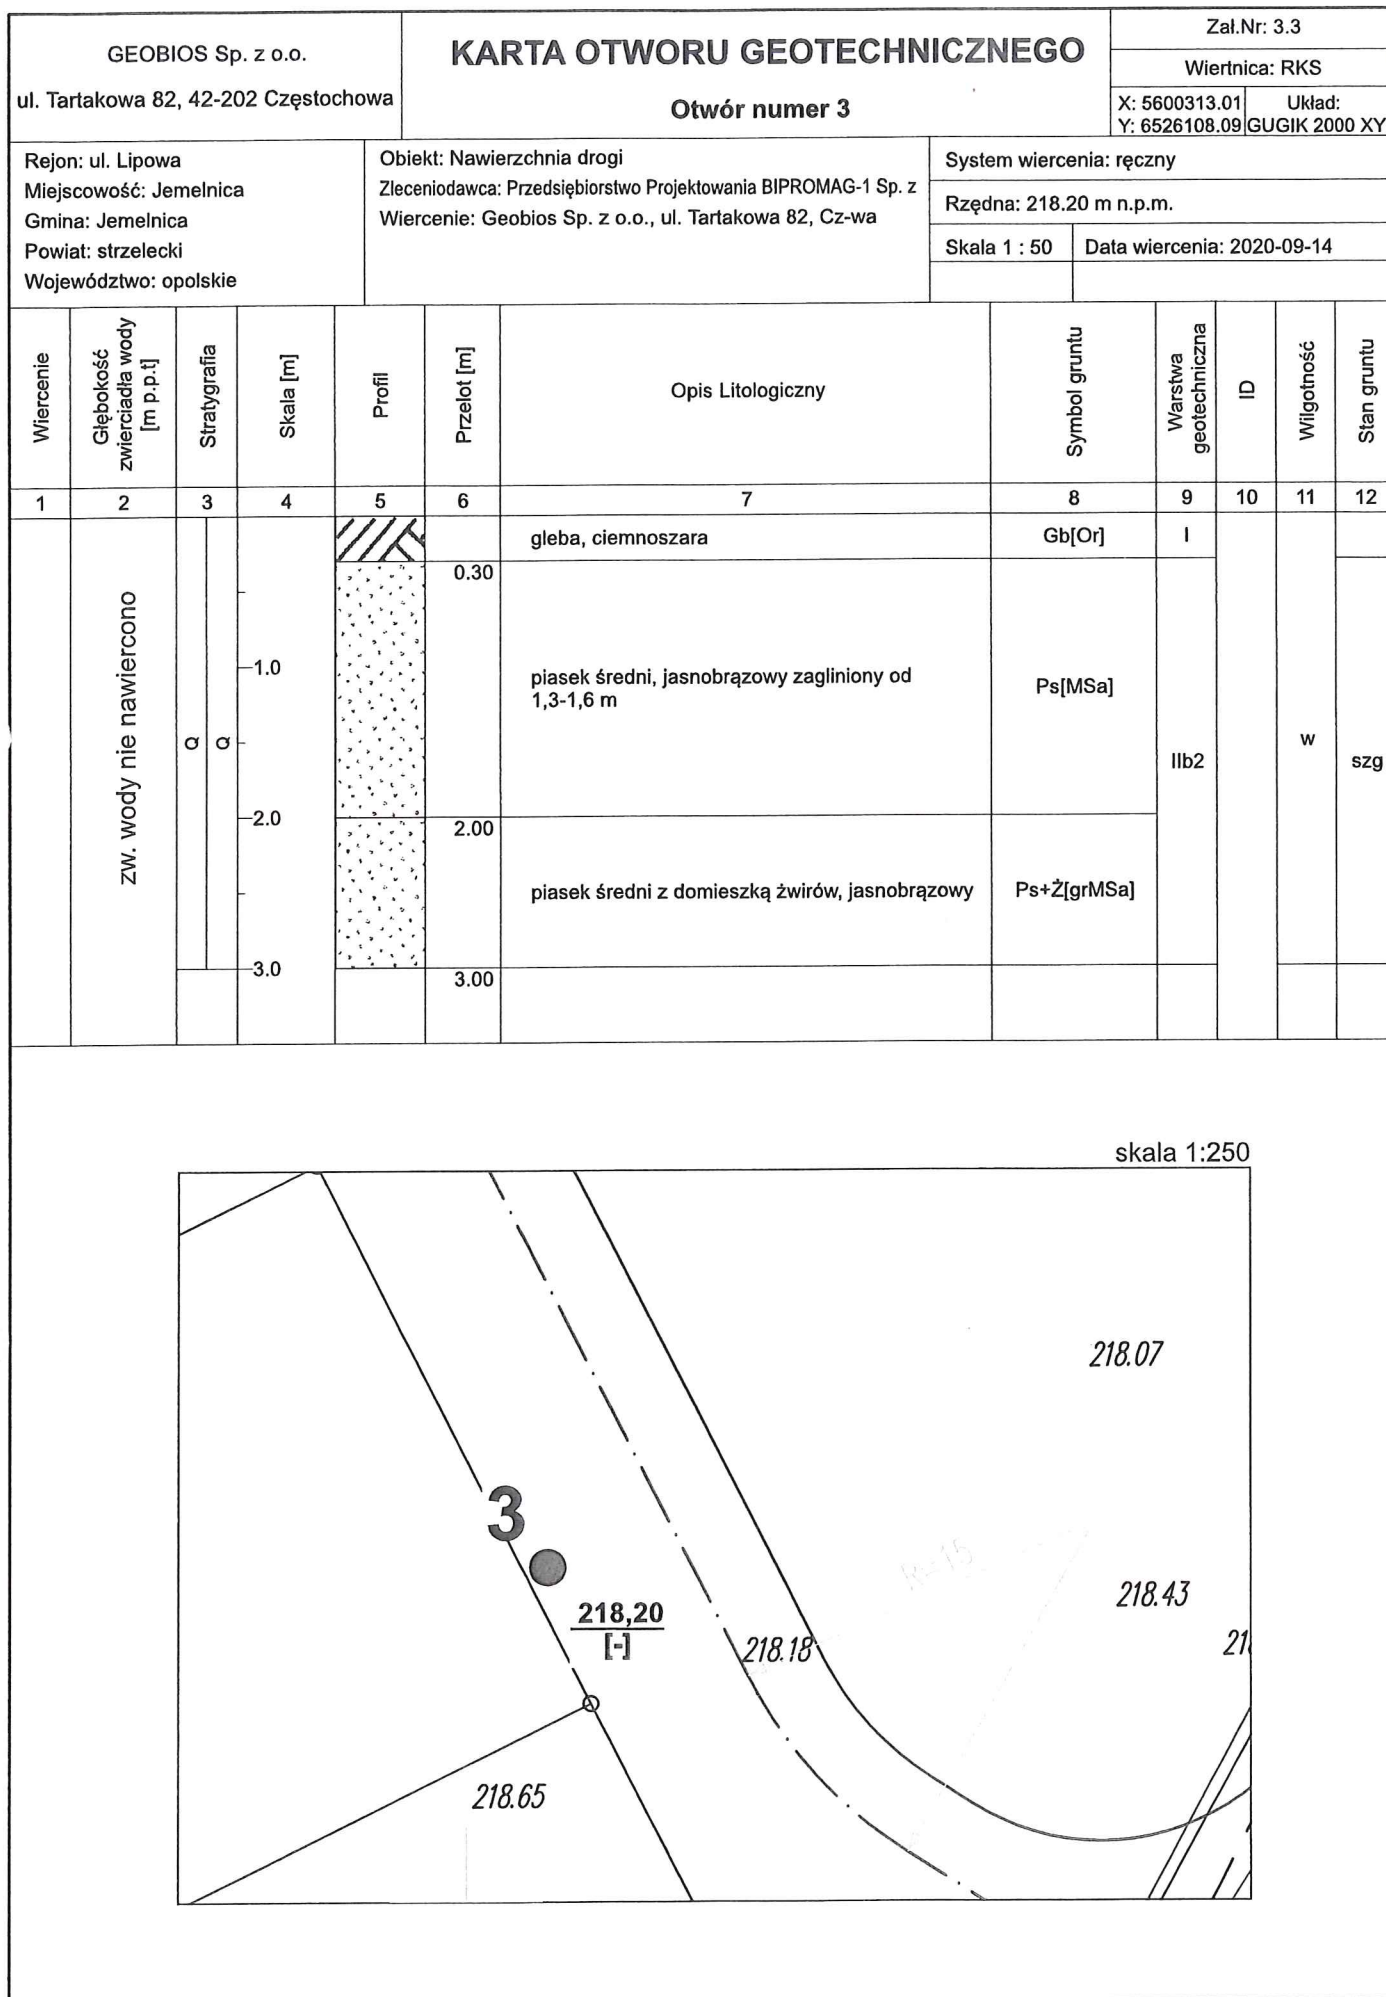 GEOBIOS Sp. z o.o.
ul. Tartakowa 82, 42-202 Częstochowa
KARTA OTWORU GEOTECHNICZNEGO
Otwór numer 3
Zał.Nr: 3.3
Wiertnica: RKS
X: 5600313.01 Układ:
Y: 6526108.09 GUGIK 2000 XY
Rejon: ul. Lipowa
Miejscowość: Jemelnica
Gmina: Jemelnica
Powiat: strzelecki
Województwo: opolskie
Obiekt: Nawierzchnia drogi
Zleceniodawca: Przedsiębiorstwo Projektowania BIPROMAG-1 Sp. z
Wiercenie: Geobios Sp. z o.o., ul. Tartakowa 82, Cz-wa
System wiercenia: ręczny
Rzędna: 218.20 m n.p.m.
Skala 1 : 50 Data wiercenia: 2020-09-14
Wiercenie
Głębokość
zwierciadła wody
[m p.p.t]
Stratygrafia
Skala [m]
Profil
Przelot [m]
Opis Litologiczny
Symbol gruntu
Warstwa
geotechniczna
ID
Wilgotność
Stan gruntu
1 2 3 4 5 6 7 8 9 10 11 12
zw. wody nie nawiercono
Q Q
gleba, ciemnoszara Gb[Or] I
0.30
1.0
piasek średni, jasnobrązowy zagliniony od
1,3-1,6 m
Ps[MSa]
IIb2
w
szg
2.0
2.00
piasek średni z domieszką żwirów, jasnobrązowy Ps+Ż[grMSa]
3.0
3.00
skala 1:250
218.07
3
R=15
218.43
218,20
[-]
218.18
21
218.65